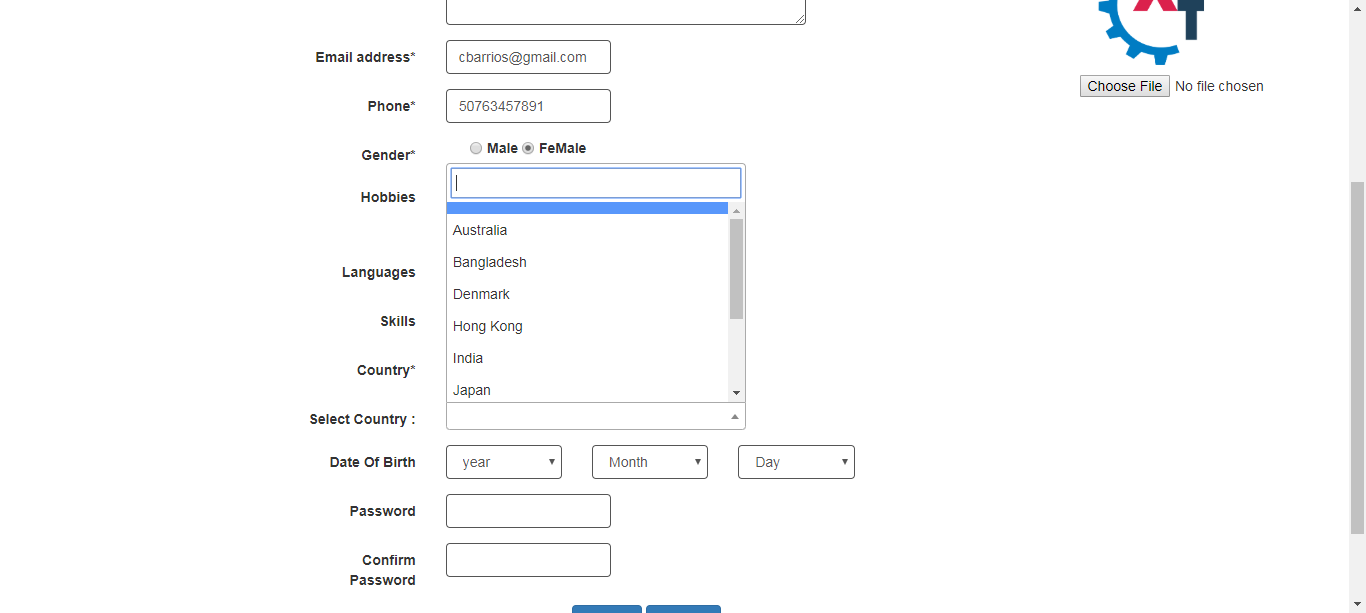 Email address*
cbarrios@gmail.com
Choose File No file chosen
Phone*
50763457891
Gender*
Male FeMale
Hobbies
Australia
Bangladesh
Languages
Denmark
Skills
Hong Kong
India
Country*
Japan
Select Country :
Date Of Birth
year Month Day
Password
Confirm
Password